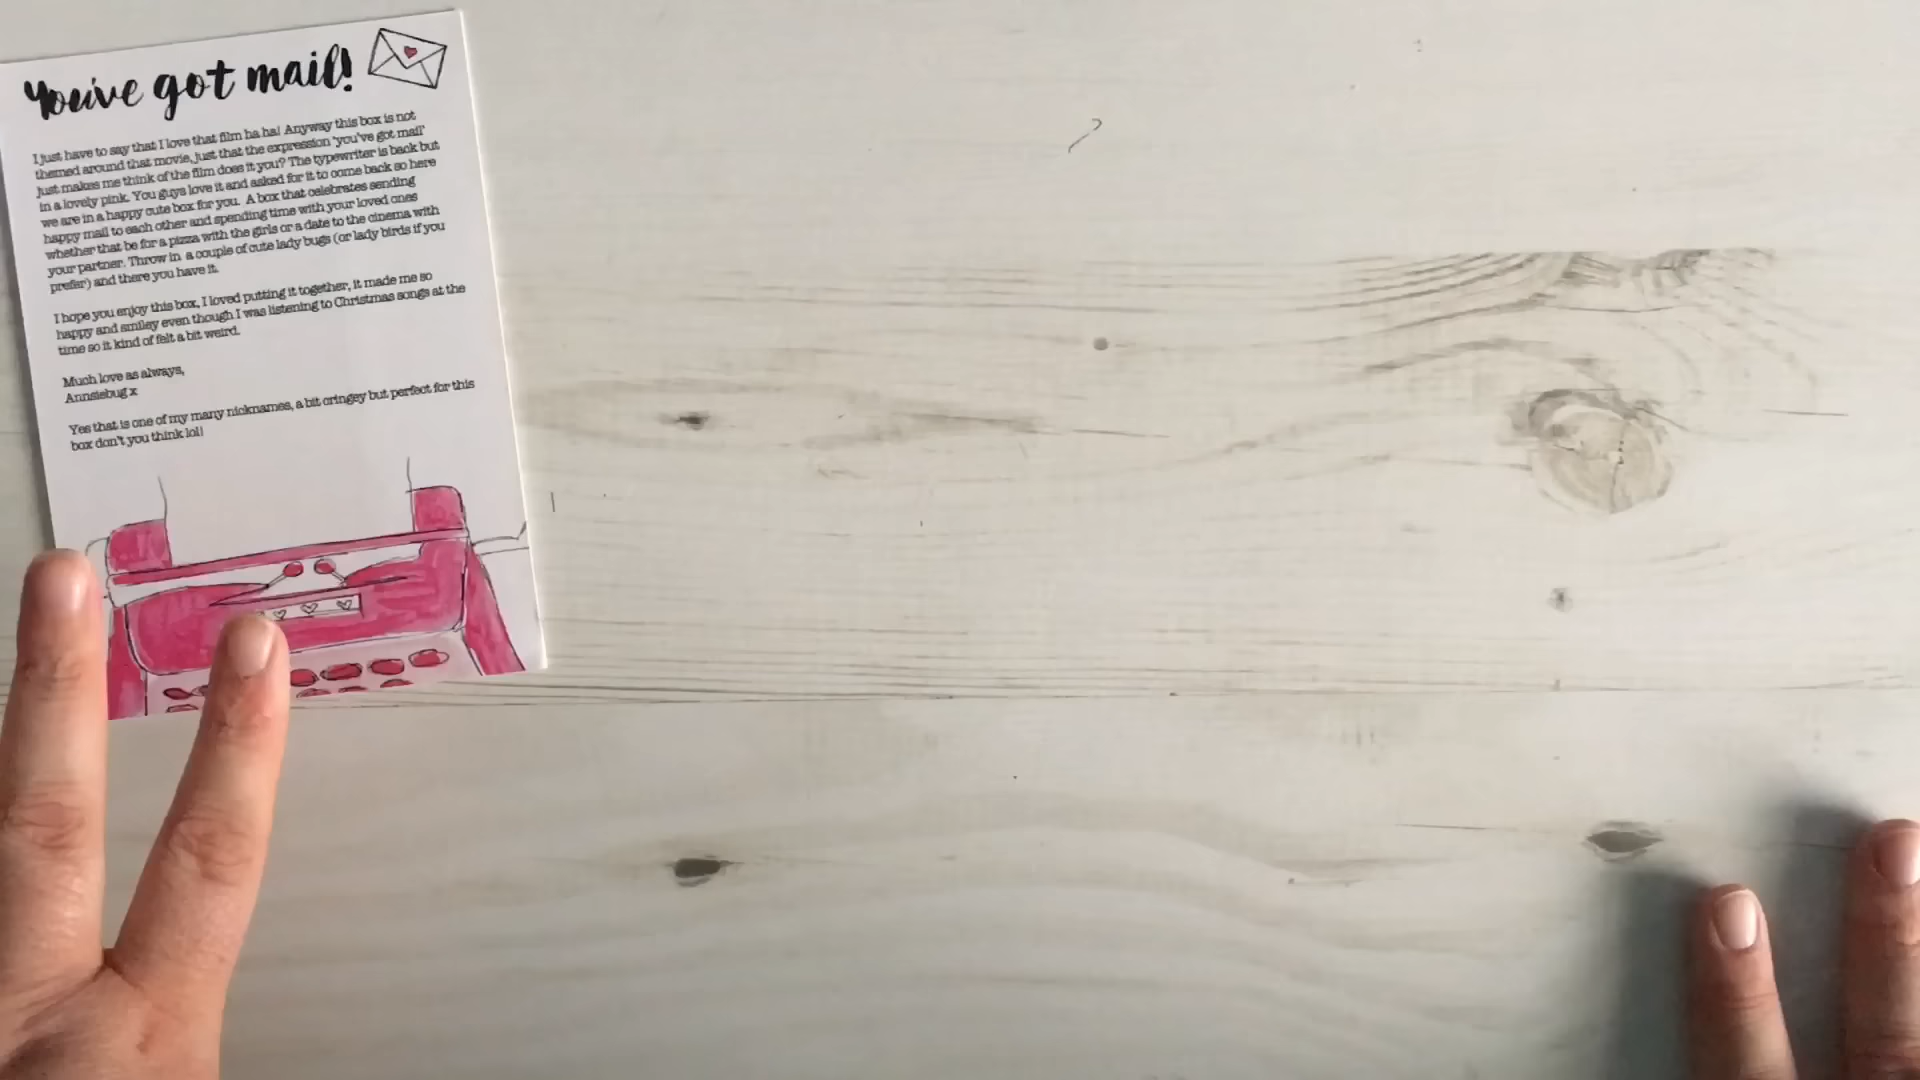 You've got mail!
I just have to say that I love that film ha ha! Anyway this box is not
themed around that movie, just that the expression 'you've got mail'
just makes me think of the film does it you? The typewriter is back but
in a lovely pink. You guys love it and asked for it to come back so here
we are in a happy cute box for you. A box that celebrates sending
happy mail to each other and spending time with your loved ones
whether that be for a pizza with the girls or a date to the cinema with
your partner. Throw in a couple of cute lady bugs (or lady birds if you
prefer) and there you have it.
I hope you enjoy this box, I loved putting it together, it made me so
happy and smiley even though I was listening to Christmas songs at the
time so it kind of felt a bit weird.
Much love as always,
Annsiebug x
Yes that is one of my many nicknames, a bit cringey but perfect for this
box don't you think lol!